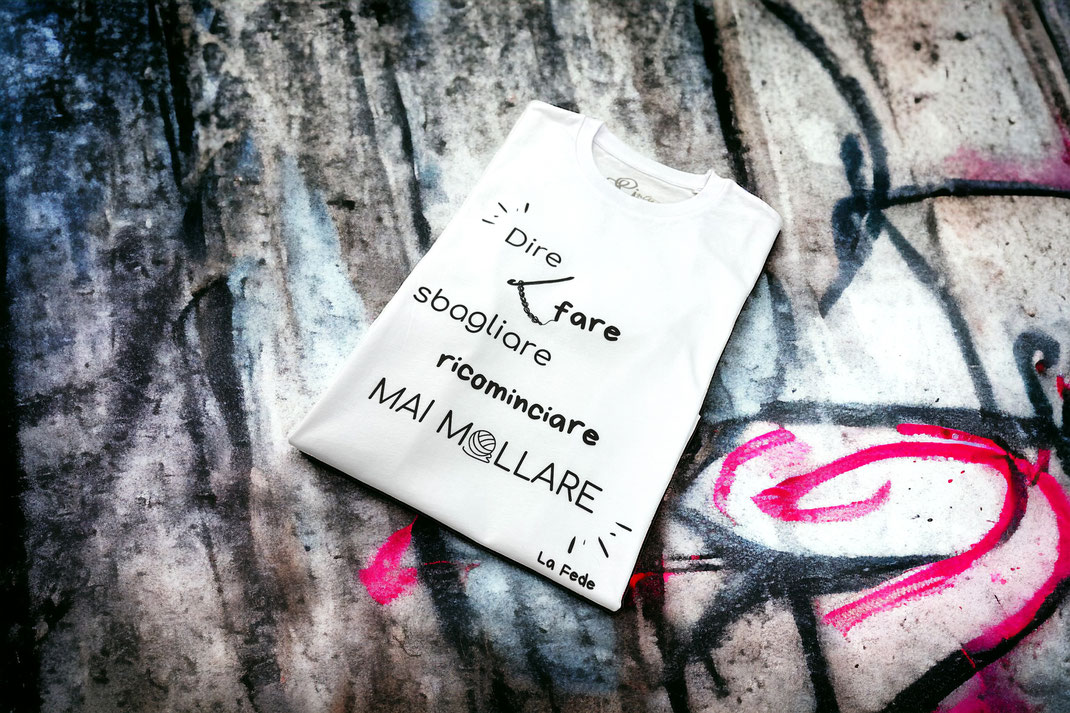 Dire
fare
sbagliare
ricominciare
MAI MOLLARE
La Fede